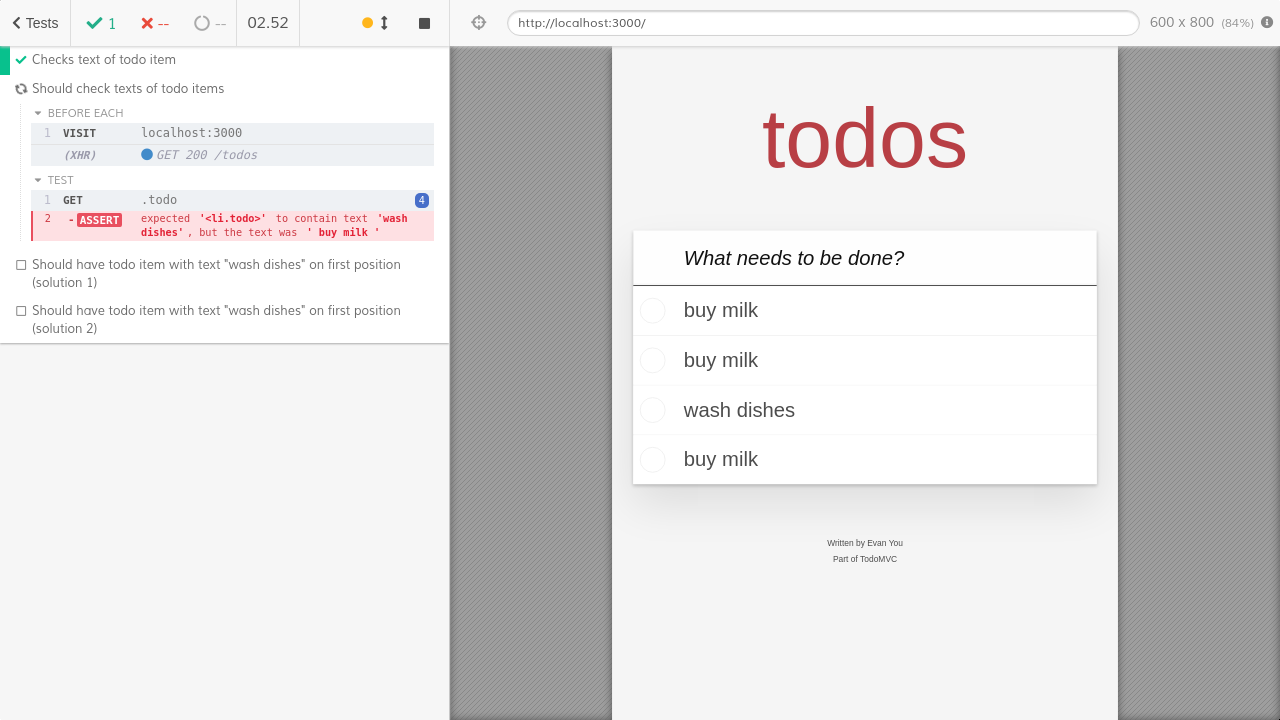 Tests 1 -- -- 02.52
http://localhost:3000/ 600 x 800 (84%)
Checks text of todo item
Should check texts of todo items
BEFORE EACH
1 VISIT localhost:3000
(XHR) GET 200 /todos
TEST
1 GET .todo 4
2 -ASSERT expected '<li.todo>' to contain text 'wash
dishes', but the text was ' buy milk '
Should have todo item with text "wash dishes" on first position
(solution 1)
Should have todo item with text "wash dishes" on first position
(solution 2)
todos
What needs to be done?
buy milk
buy milk
wash dishes
buy milk
Written by Evan You
Part of TodoMVC